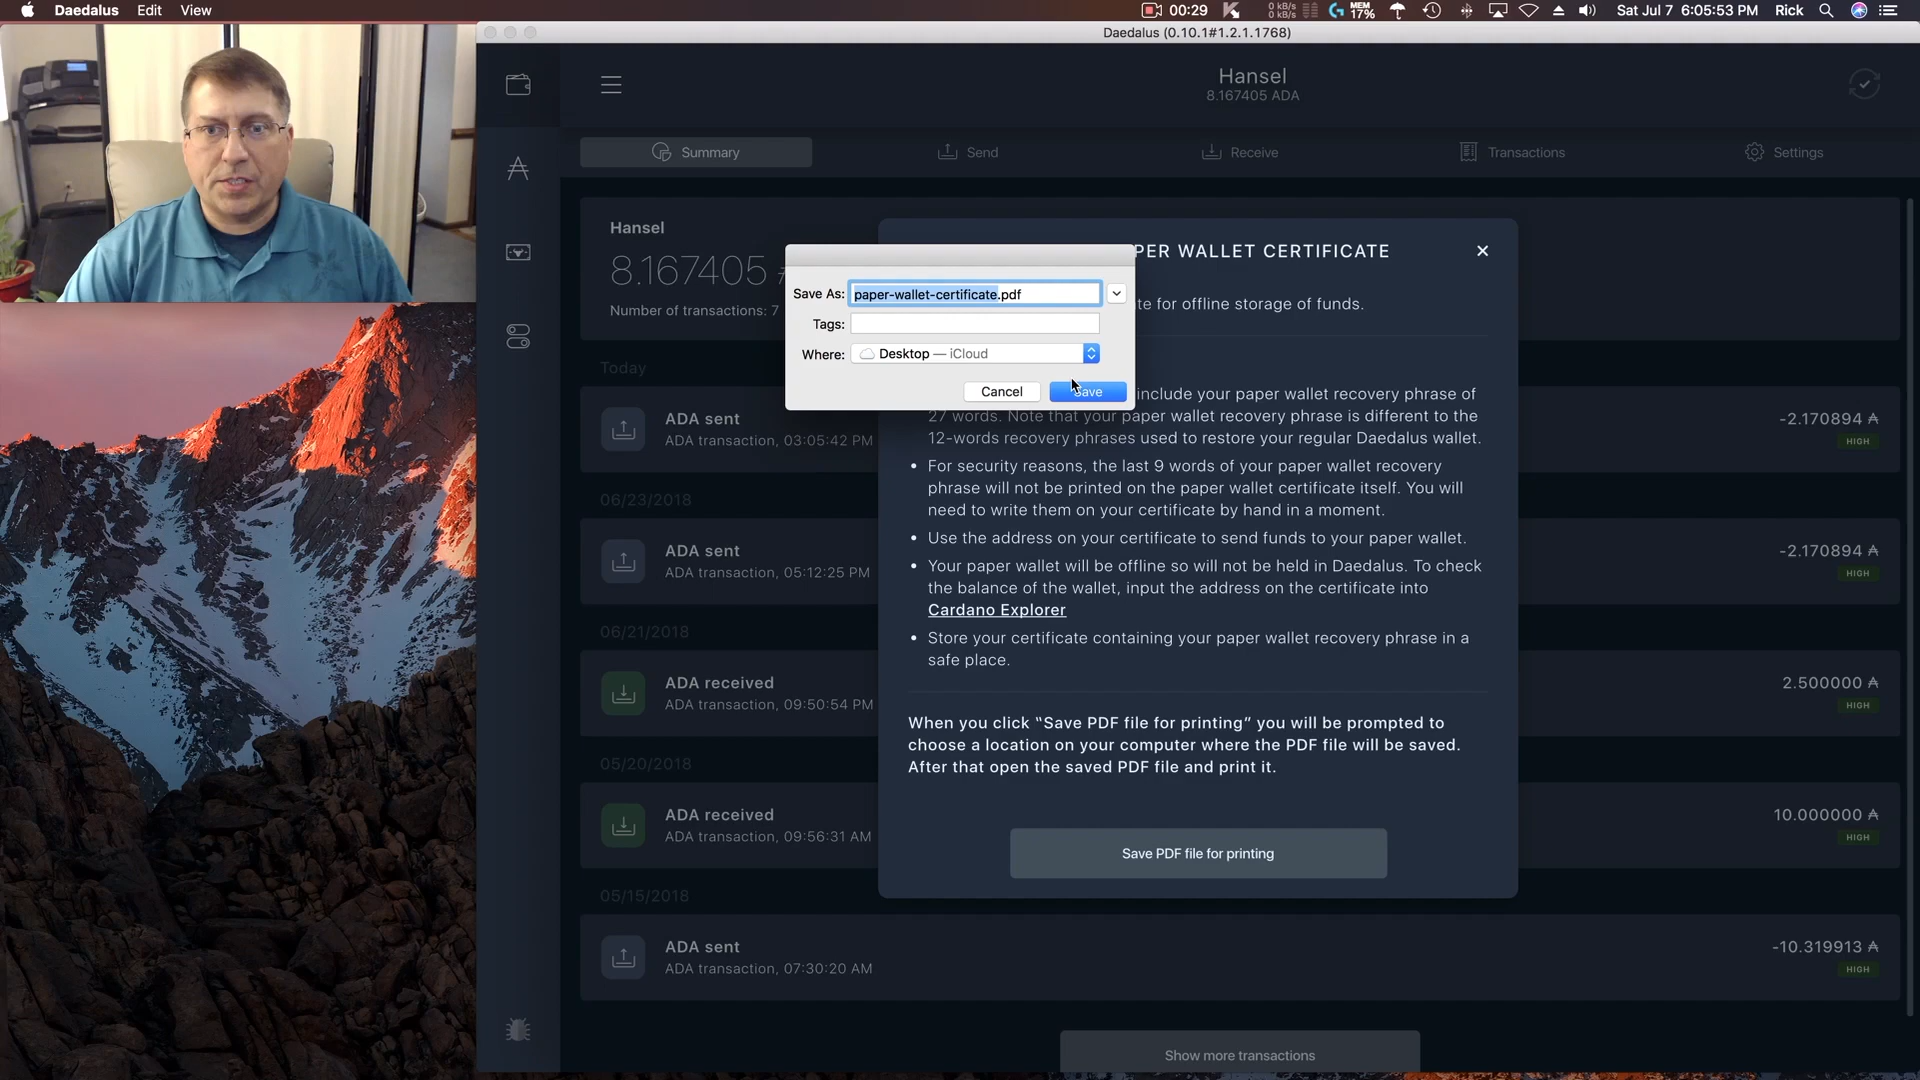 Daedalus Edit View
00:29
0 kB/s
0 kB/s
MEM
17%
Sat Jul 7 6:05:53 PM Rick
Daedalus (0.10.1#1.2.1.1768)
Hansel
8.167405 ADA
Summary
Send
Receive
Transactions
Settings
Hansel
8.167405
Number of transactions: 7
PER WALLET CERTIFICATE
te for offline storage of funds.
Save As: paper-wallet-certificate.pdf
Tags:
Where: Desktop — iCloud
Cancel
Save
include your paper wallet recovery phrase of
27 words. Note that your paper wallet recovery phrase is different to the
12-words recovery phrases used to restore your regular Daedalus wallet.
• For security reasons, the last 9 words of your paper wallet recovery
phrase will not be printed on the paper wallet certificate itself. You will
need to write them on your certificate by hand in a moment.
• Use the address on your certificate to send funds to your paper wallet.
• Your paper wallet will be offline so will not be held in Daedalus. To check
the balance of the wallet, input the address on the certificate into
Cardano Explorer
• Store your certificate containing your paper wallet recovery phrase in a
safe place.
When you click “Save PDF file for printing” you will be prompted to
choose a location on your computer where the PDF file will be saved.
After that open the saved PDF file and print it.
Save PDF file for printing
Today
ADA sent
ADA transaction, 03:05:42 PM
-2.170894 ₳
HIGH
06/23/2018
ADA sent
ADA transaction, 05:12:25 PM
-2.170894 ₳
HIGH
06/21/2018
ADA received
ADA transaction, 09:50:54 PM
2.500000 ₳
HIGH
05/20/2018
ADA received
ADA transaction, 09:56:31 AM
10.000000 ₳
HIGH
05/15/2018
ADA sent
ADA transaction, 07:30:20 AM
-10.319913 ₳
HIGH
Show more transactions